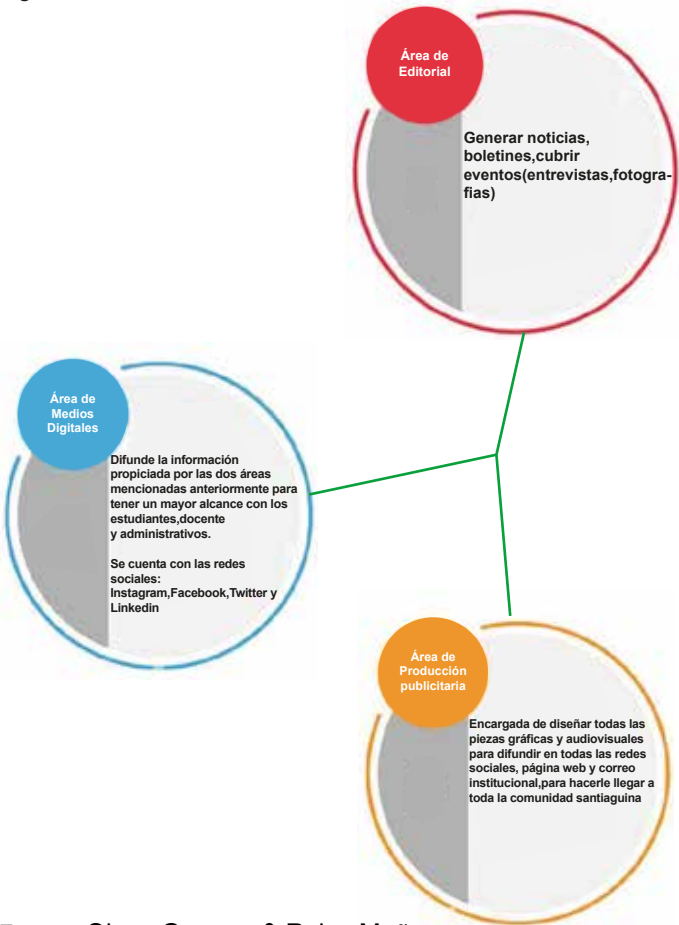 Área de
Editorial
Generar noticias,
boletines,cubrir
eventos(entrevistas,fotogra-
fias)
Área de
Medios
Digitales
Difunde la información
propiciada por las dos áreas
mencionadas anteriormente para
tener un mayor alcance con los
estudiantes,docente
y administrativos.
Se cuenta con las redes
sociales:
Instagram,Facebook,Twitter y
Linkedin
Área de
Producción
publicitaria
Encargada de diseñar todas las
piezas gráficas y audiovisuales
para difundir en todas las redes
sociales, página web y correo
institucional,para hacerle llegar a
toda la comunidad santiaguina